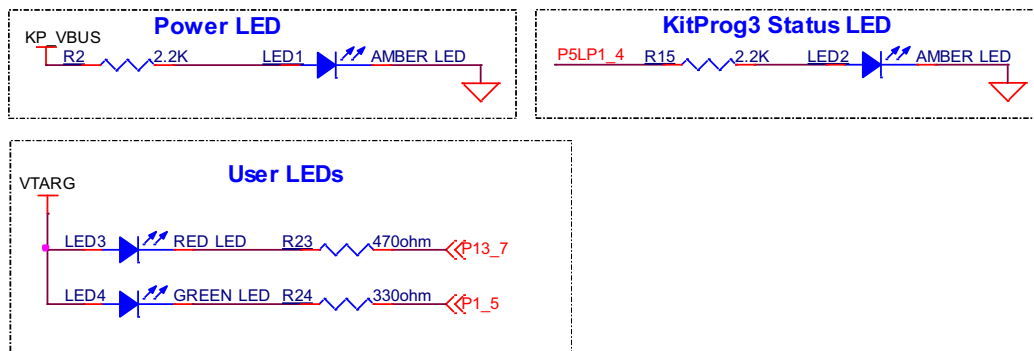 Power LED
KP_VBUS
R2 2.2K LED1 AMBER LED
KitProg3 Status LED
P5LP1_4 R15 2.2K LED2 AMBER LED
User LEDs
VTARG
LED3 RED LED R23 470ohm P13_7
LED4 GREEN LED R24 330ohm P1_5